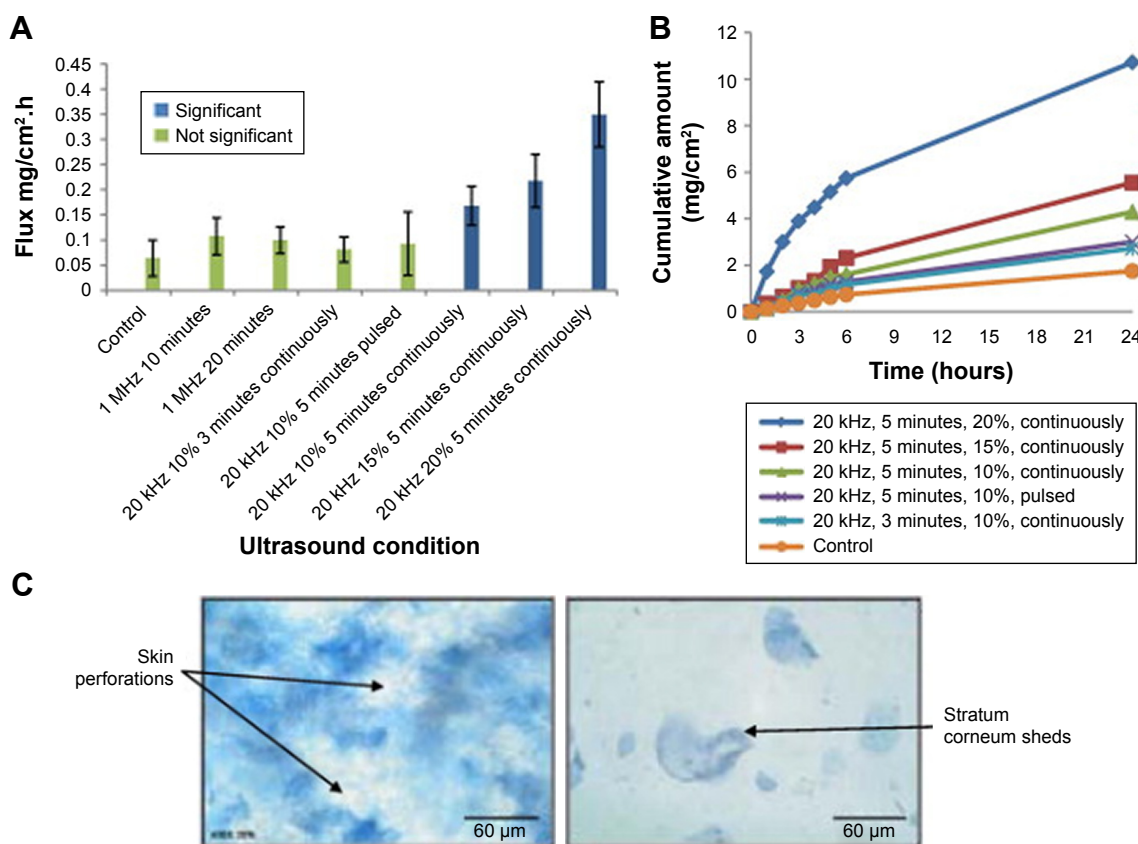 A
Flux mg/cm².h
0.45
0.4
0.35
0.3
0.25
0.2
0.15
0.1
0.05
0
Significant
Not significant
Control
1 MHz 10 minutes
1 MHz 20 minutes
20 kHz 10% 3 minutes continuously
20 kHz 10% 5 minutes pulsed
20 kHz 10% 5 minutes continuously
20 kHz 15% 5 minutes continuously
20 kHz 20% 5 minutes continuously
Ultrasound condition
B
Cumulative amount
(mg/cm²)
12
10
8
6
4
2
0
0 3 6 9 12 15 18 21 24
Time (hours)
20 kHz, 5 minutes, 20%, continuously
20 kHz, 5 minutes, 15%, continuously
20 kHz, 5 minutes, 10%, continuously
20 kHz, 5 minutes, 10%, pulsed
20 kHz, 3 minutes, 10%, continuously
Control
C
Skin
perforations
60 µm
Stratum
corneum sheds
60 µm